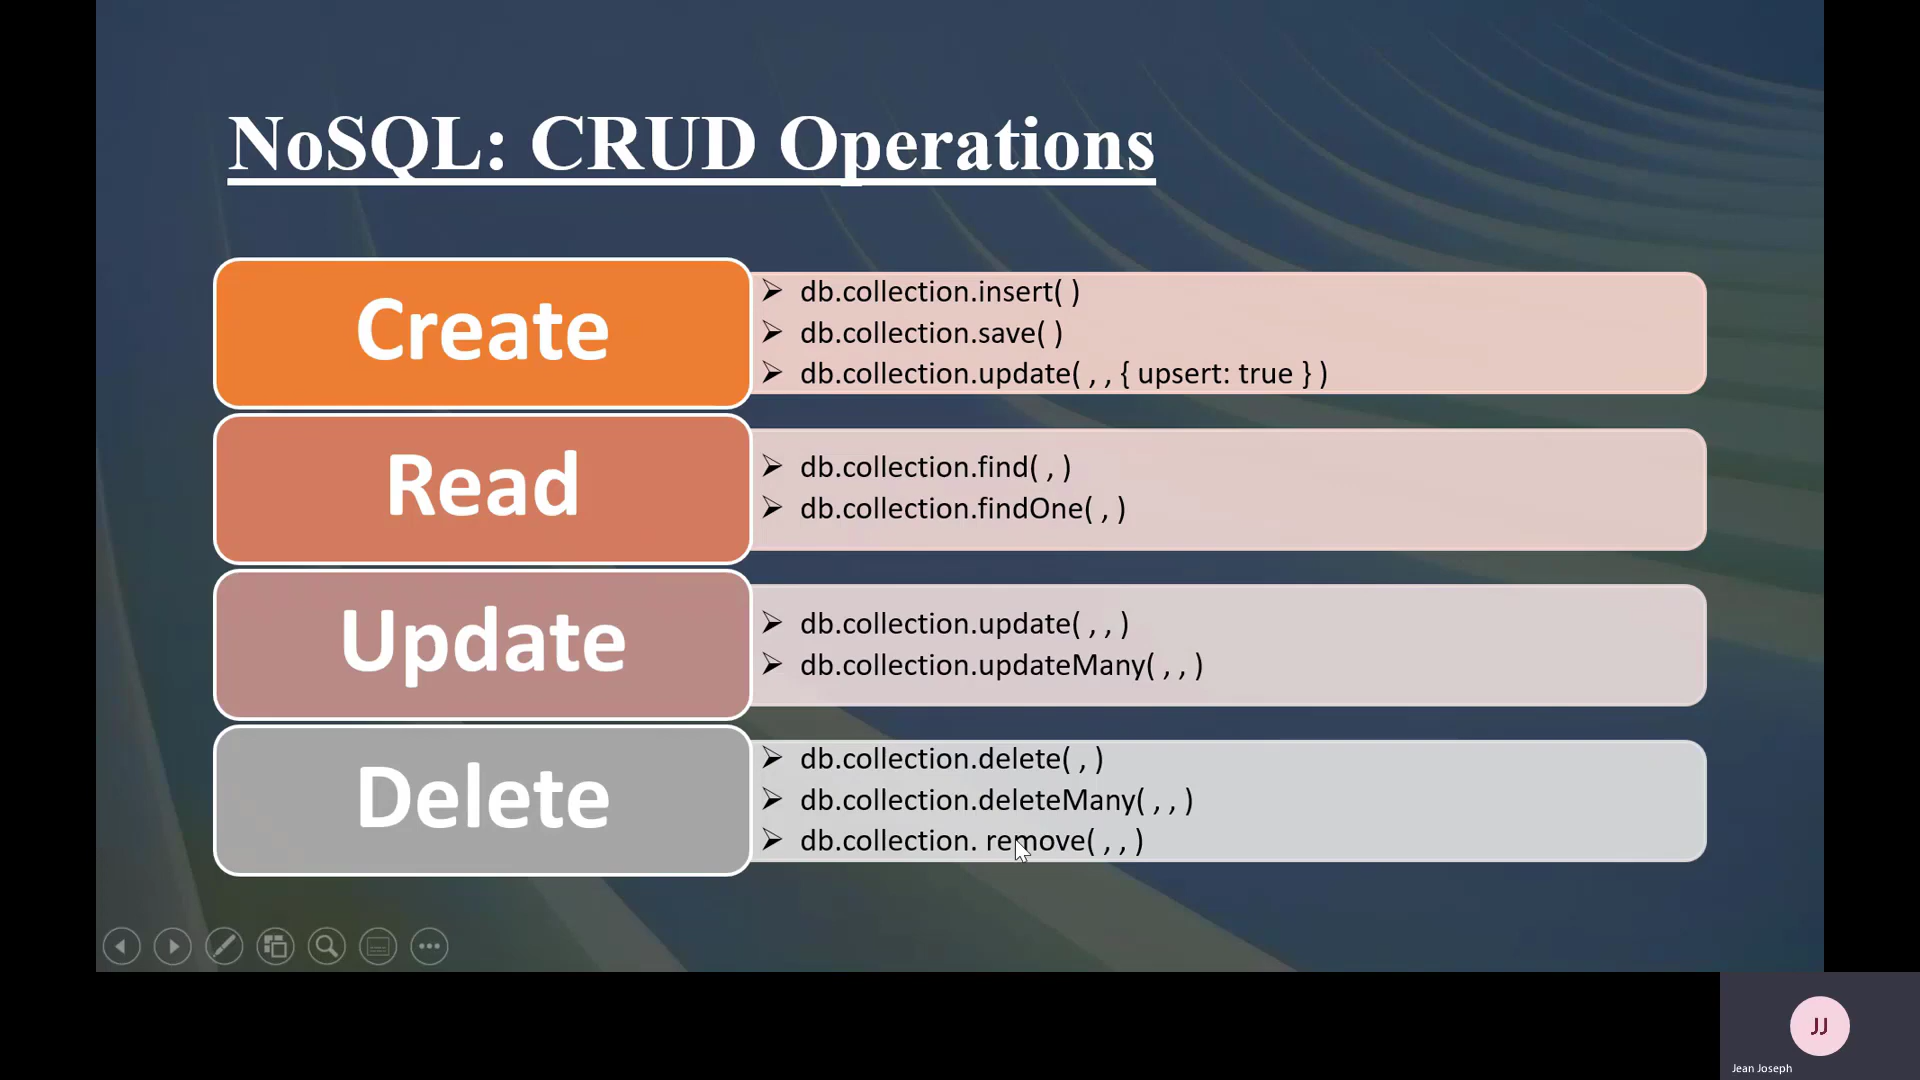 NoSQL: CRUD Operations
Create
db.collection.insert( )
db.collection.save( )
db.collection.update( , , { upsert: true } )
Read
db.collection.find( , )
db.collection.findOne( , )
Update
db.collection.update( , , )
db.collection.updateMany( , , )
Delete
db.collection.delete( , )
db.collection.deleteMany( , , )
db.collection. remove( , , )
JJ
Jean Joseph